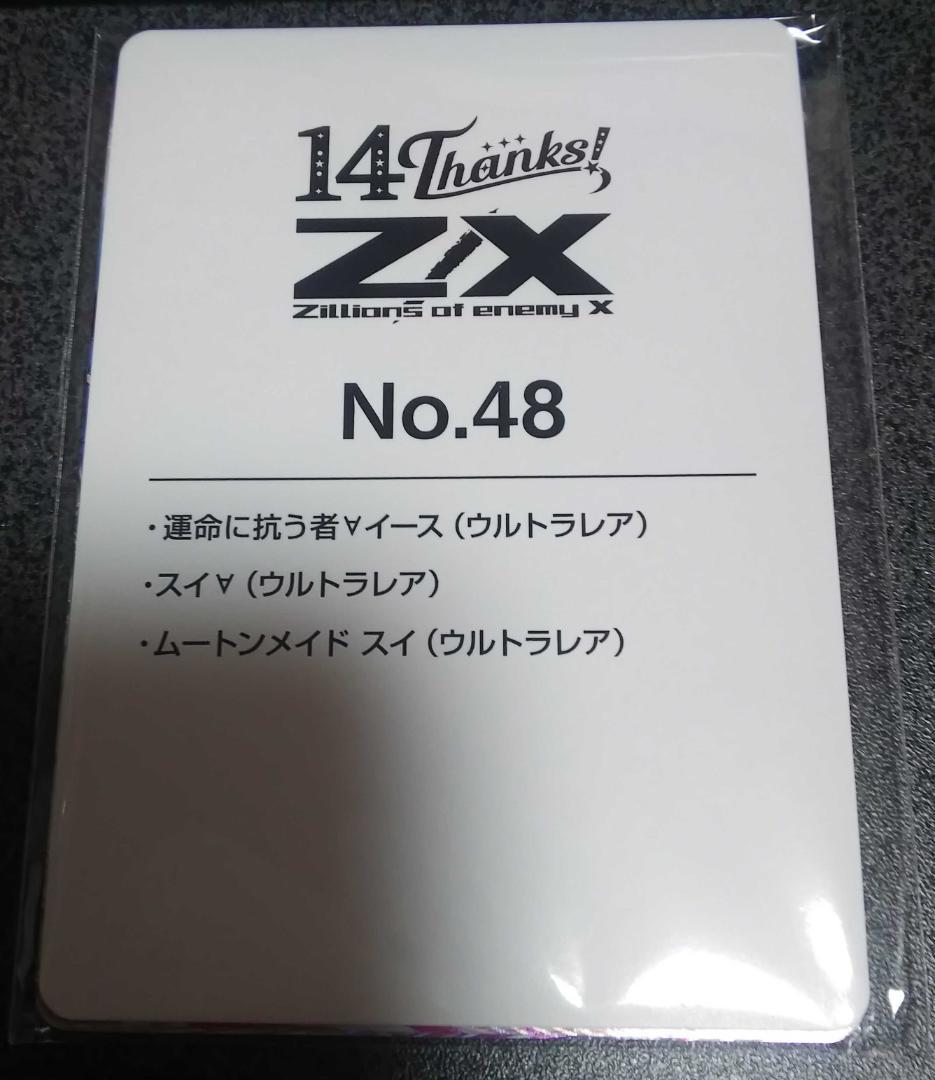 14 Thanks!
Z/X
Zillions of enemy X
No.48
・運命に抗う者∀イース（ウルトラレア）
・スイ∀（ウルトラレア）
・ムートンメイド スイ（ウルトラレア）